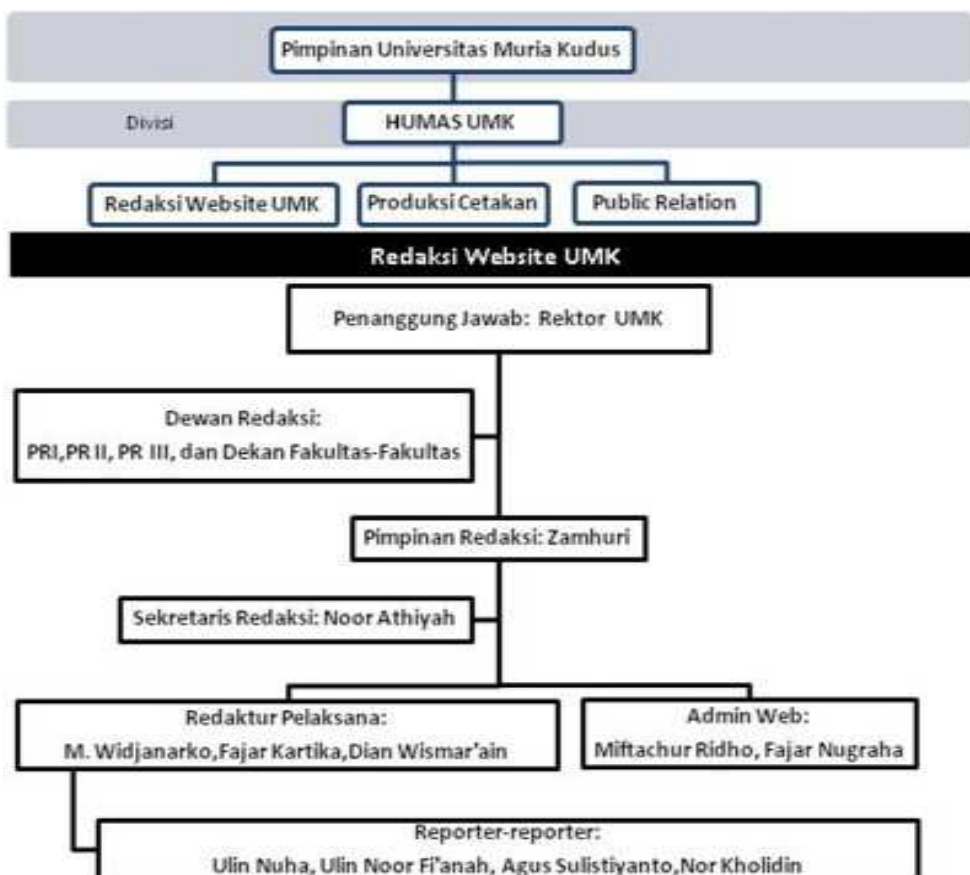 Pimpinan Universitas Muria Kudus
Divisi
HUMAS UMK
Redaksi Website UMK
Produksi Cetakan
Public Relation
Redaksi Website UMK
Penanggung Jawab: Rektor UMK
Dewan Redaksi:
PRI,PR II, PR III, dan Dekan Fakultas-Fakultas
Pimpinan Redaksi: Zamhuri
Sekretaris Redaksi: Noor Athiyah
Redaktur Pelaksana:
M. Widjanarko,Fajar Kartika,Dian Wismar'ain
Admin Web:
Miftachur Ridho, Fajar Nugraha
Reporter-reporter:
Ulin Nuha, Ulin Noor Fi'anah, Agus Sulistiyanto,Nor Kholidin